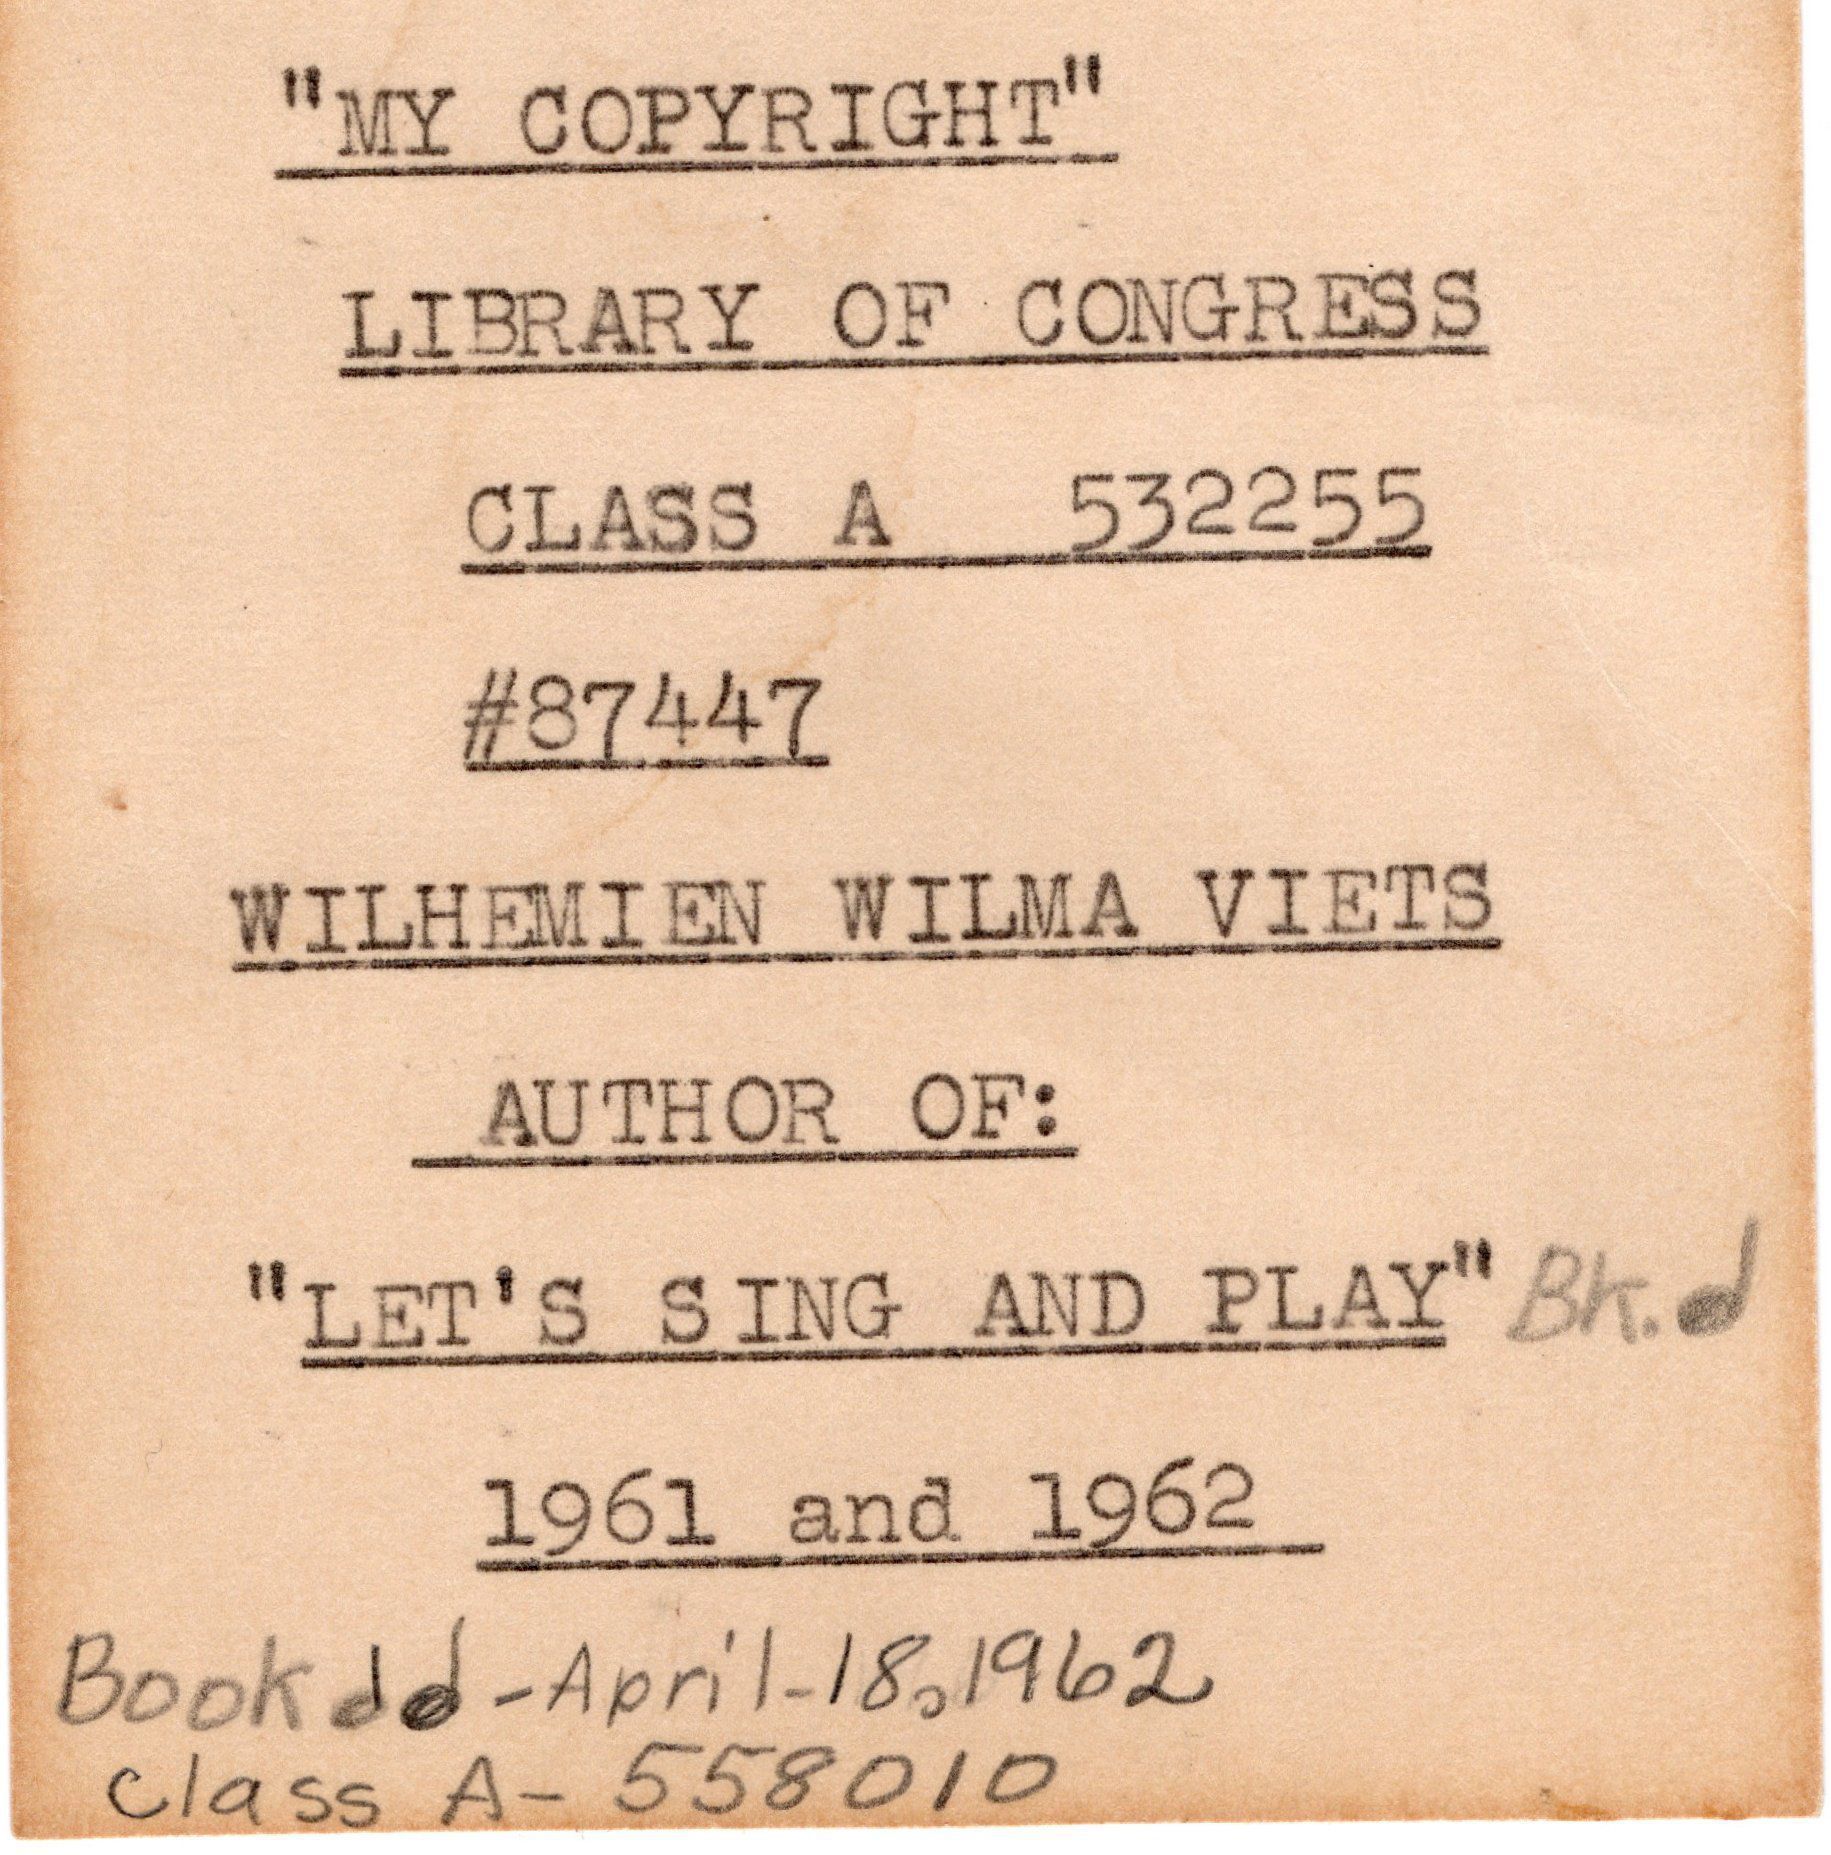 "MY COPYRIGHT"
LIBRARY OF CONGRESS
CLASS A 532255
#87447
WILHEMIEN WILMA VIETS
AUTHOR OF:
"LET'S SING AND PLAY" Bk.
1961 and 1962
Book - April-18, 1962
Class A- 558010